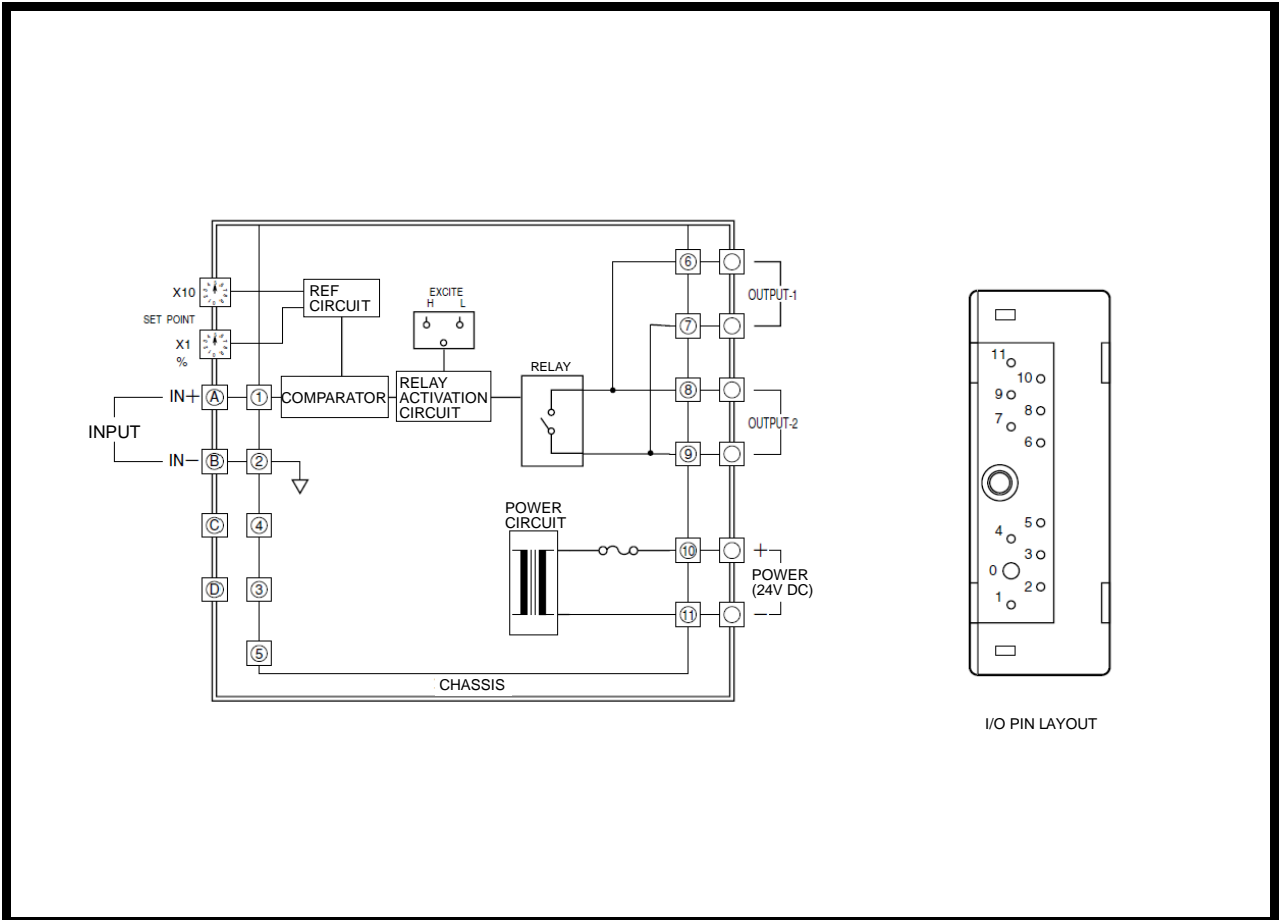 X10
SET POINT
X1
%
REF
CIRCUIT
EXCITE
H L
IN+
Ⓐ
①
COMPARATOR
RELAY
ACTIVATION
CIRCUIT
RELAY
INPUT
IN−
Ⓑ
②
Ⓒ
④
Ⓓ
③
⑤
⑥
OUTPUT-1
⑦
⑧
OUTPUT-2
⑨
POWER
CIRCUIT
⑩
+
POWER
(24V DC)
⑪
−
CHASSIS
11
10
9
8
7
6
5
4
3
0
2
1
I/O PIN LAYOUT